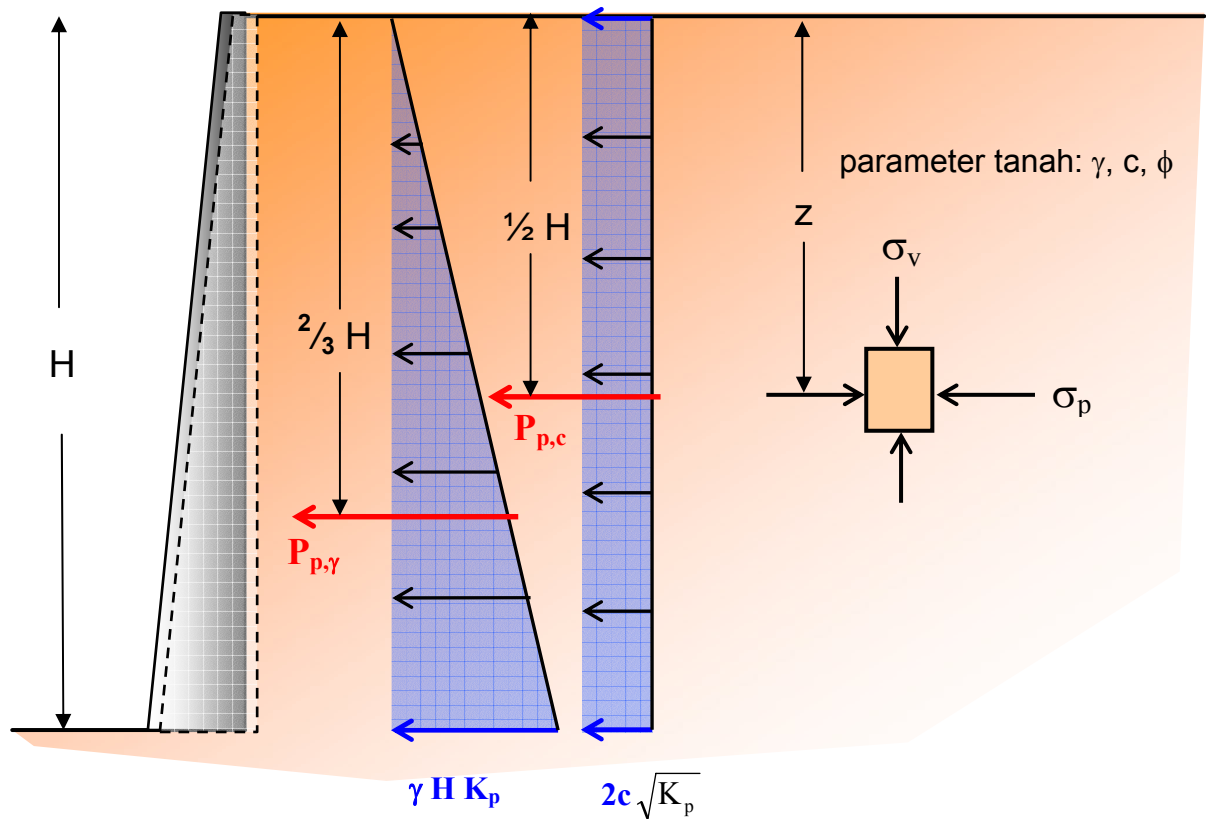 H
⅔ H
½ H
z
parameter tanah: γ, c, ϕ
σv
σp
Pp,c
Pp,γ
γ H Kp
2c √Kp